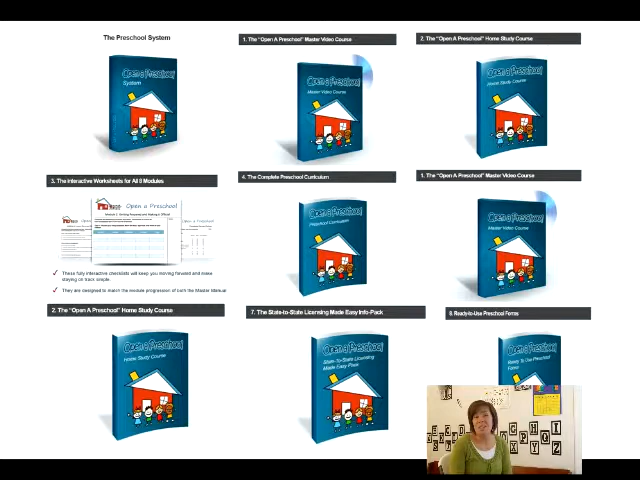 The Preschool System
1. The "Open A Preschool" Master Video Course
2. The "Open A Preschool" Home Study Course
Open a Preschool
System
Open a Preschool
Master Video Course
Open a Preschool
Home Study Course
3. The Interactive Worksheets for All 8 Modules
4. The Complete Preschool Curriculum
1. The "Open A Preschool" Master Video Course
Open a Preschool
Open a Preschool
Preschool Curriculum
Open a Preschool
Master Video Course
✓ These fully interactive checklists will keep you moving forward and make
staying on track simple.
✓ They are designed to match the module progression of both the Master Manual
2. The "Open A Preschool" Home Study Course
7. The State-to-State Licensing Made Easy Info-Pack
8. Ready-to-Use Preschool Forms
Open a Preschool
Home Study Course
Open a Preschool
State-To-State Licensing
Made Easy Pack
Open a Preschool
Ready To Use Preschool
Forms